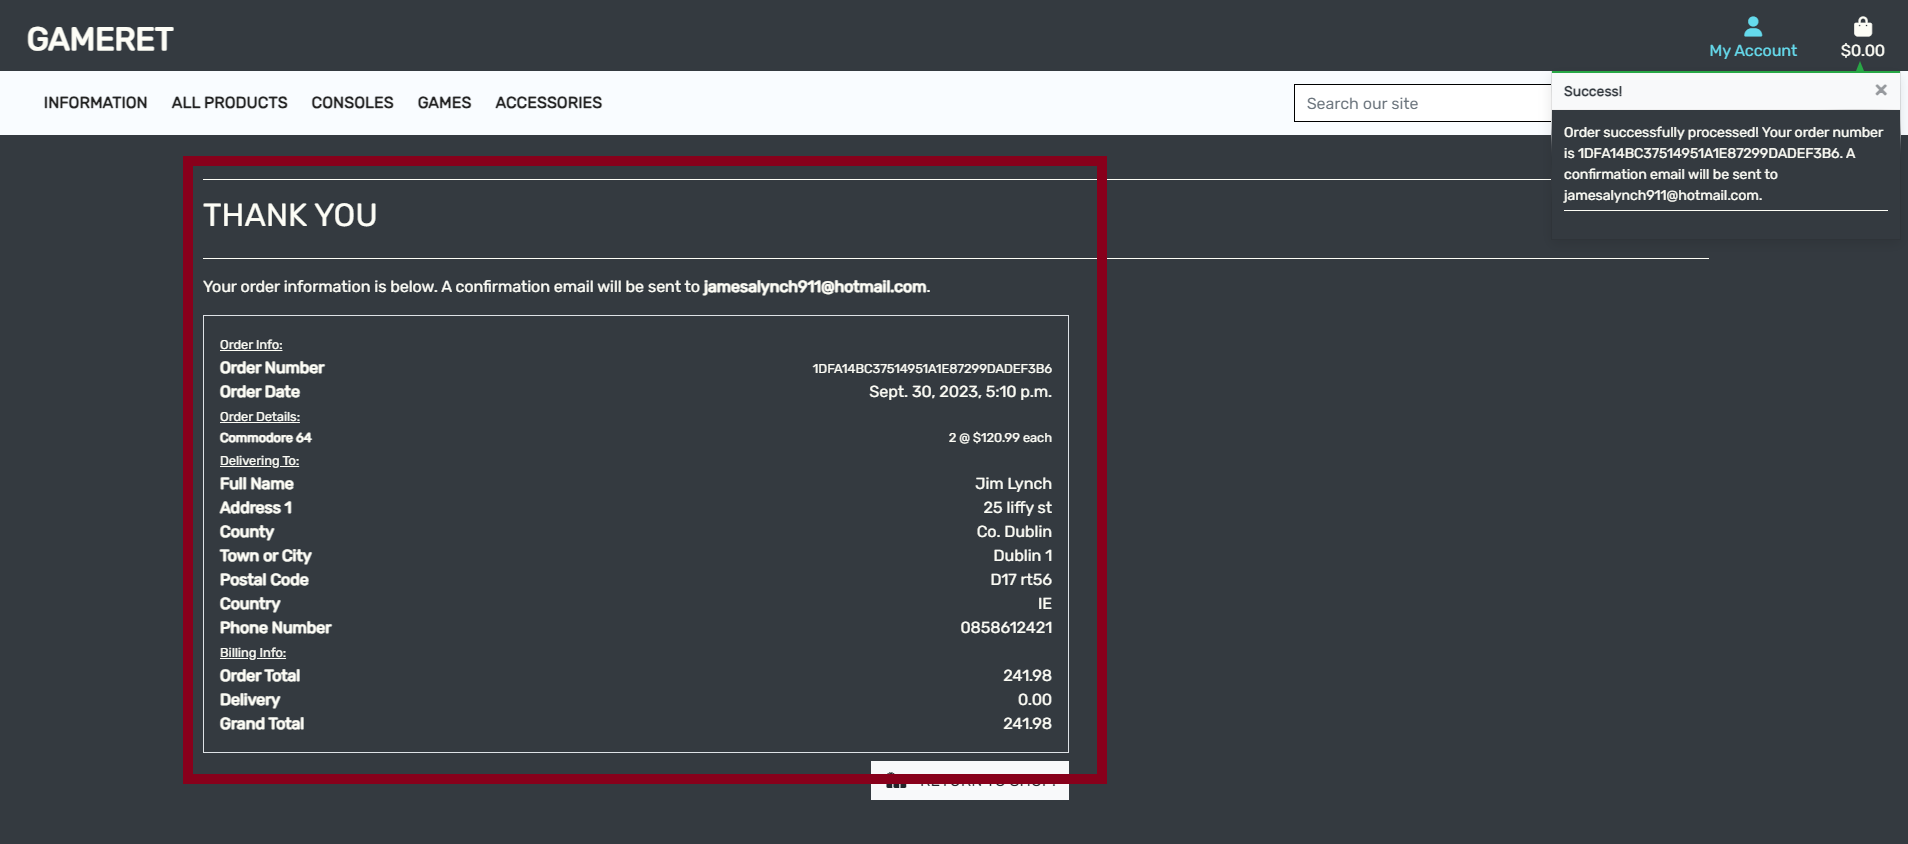 GAMERET
My Account
$0.00
INFORMATION ALL PRODUCTS CONSOLES GAMES ACCESSORIES
Search our site
Success!
Order successfully processed! Your order number
is 1DFA14BC37514951A1E87299DADEF3B6. A
confirmation email will be sent to
jamesalynch911@hotmail.com.
THANK YOU
Your order information is below. A confirmation email will be sent to jamesalynch911@hotmail.com.
Order Info:
Order Number 1DFA14BC37514951A1E87299DADEF3B6
Order Date Sept. 30, 2023, 5:10 p.m.
Order Details:
Commodore 64 2 @ $120.99 each
Delivering To:
Full Name Jim Lynch
Address 1 25 liffy st
County Co. Dublin
Town or City Dublin 1
Postal Code D17 rt56
Country IE
Phone Number 0858612421
Billing Info:
Order Total 241.98
Delivery 0.00
Grand Total 241.98